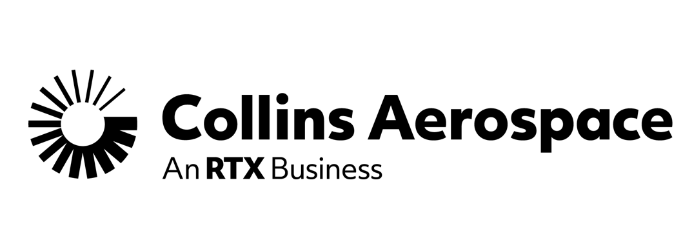 Collins Aerospace
An RTX Business